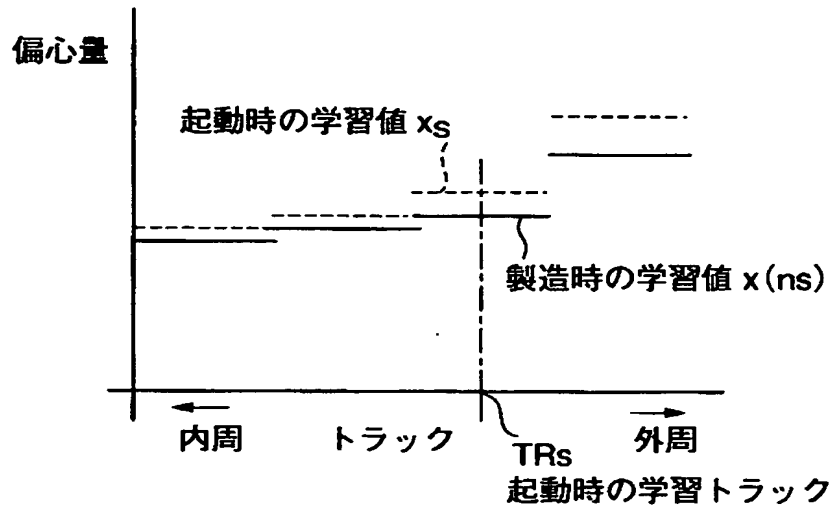 偏心量
起動時の学習値 xS
製造時の学習値 x(ns)
内周
トラック
外周
TRs
起動時の学習トラック